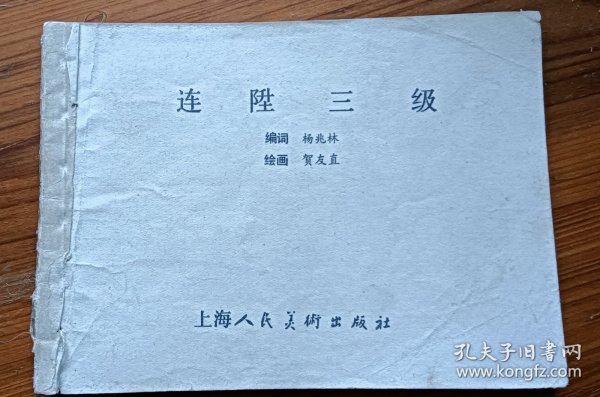 连陞三级
编词 杨兆林
绘画 贺友直
上海人民美術出版社
孔夫子旧書网
www.kongfz.com